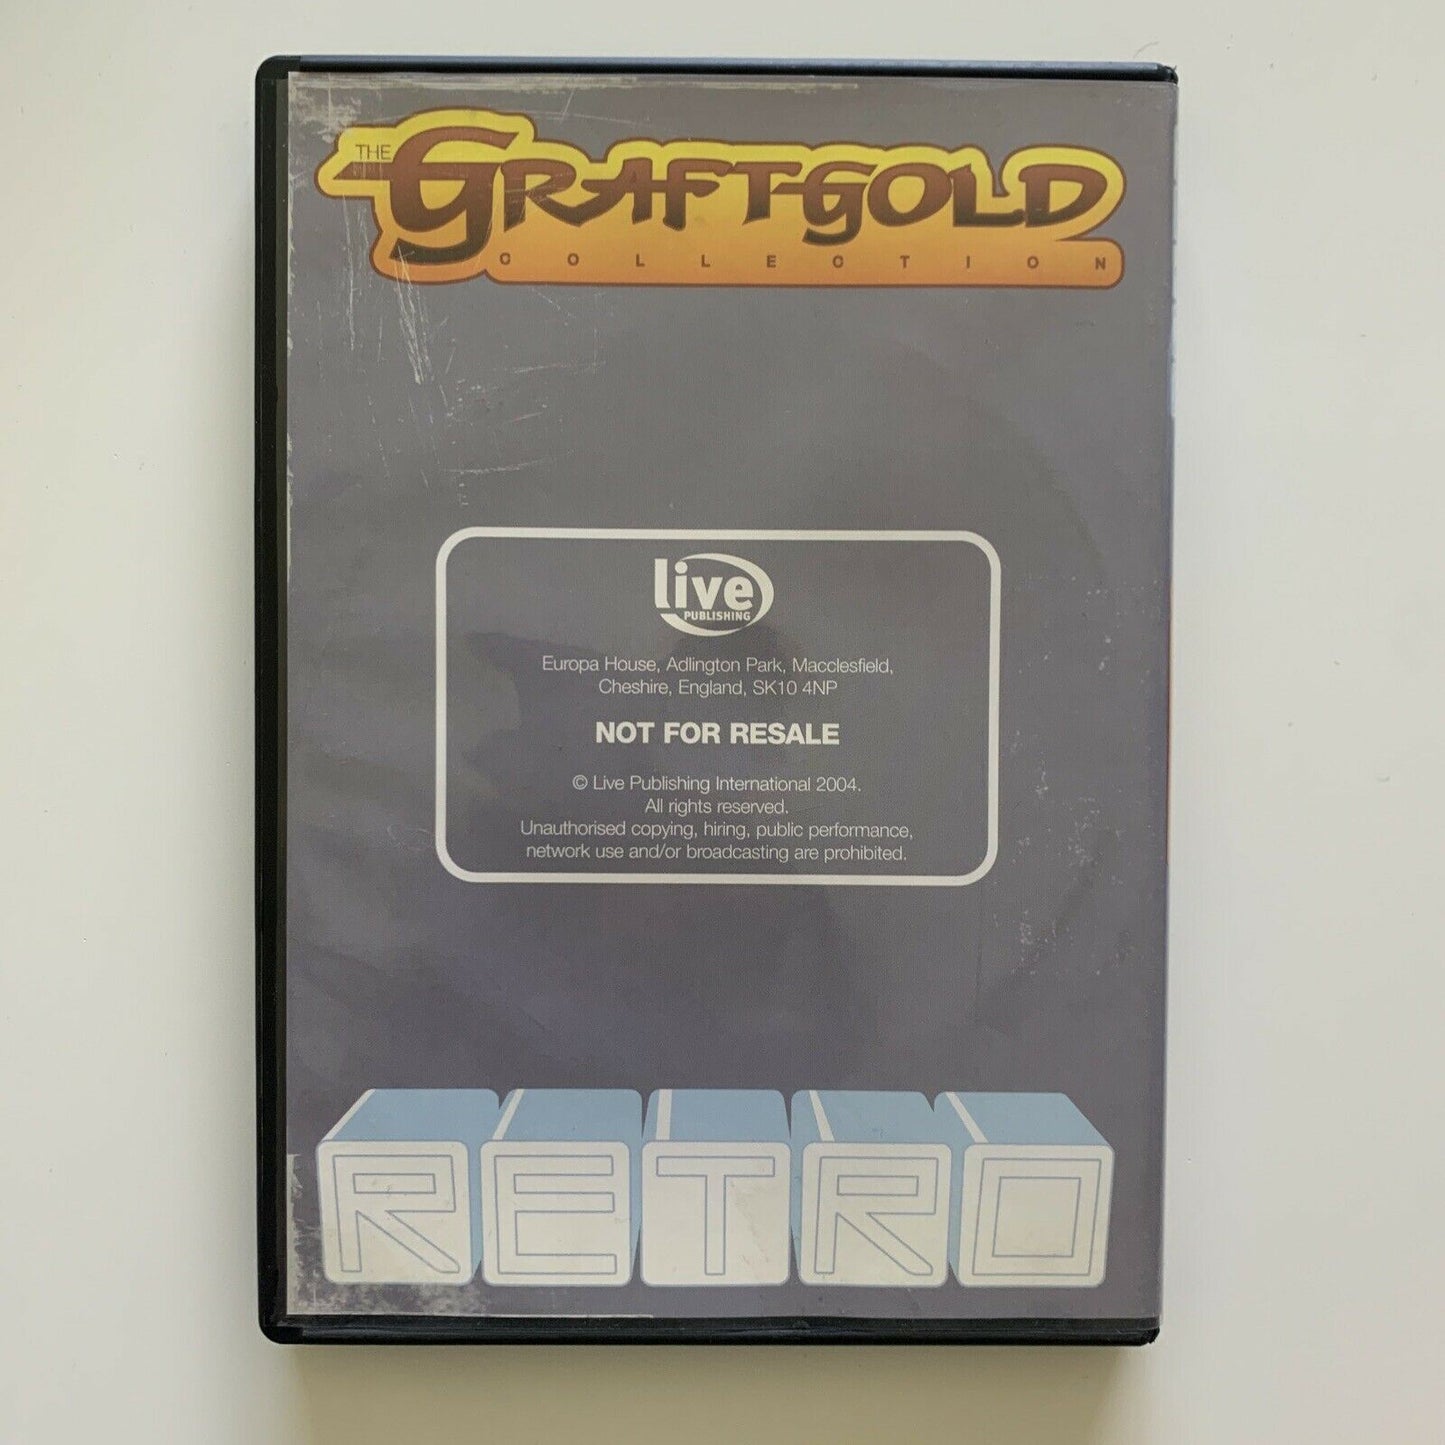 THE GRAFTGOLD
COLLECTION
live
PUBLISHING
Europa House, Adlington Park, Macclesfield,
Cheshire, England, SK10 4NP
NOT FOR RESALE
© Live Publishing International 2004.
All rights reserved.
Unauthorised copying, hiring, public performance,
network use and/or broadcasting are prohibited.
RETRO